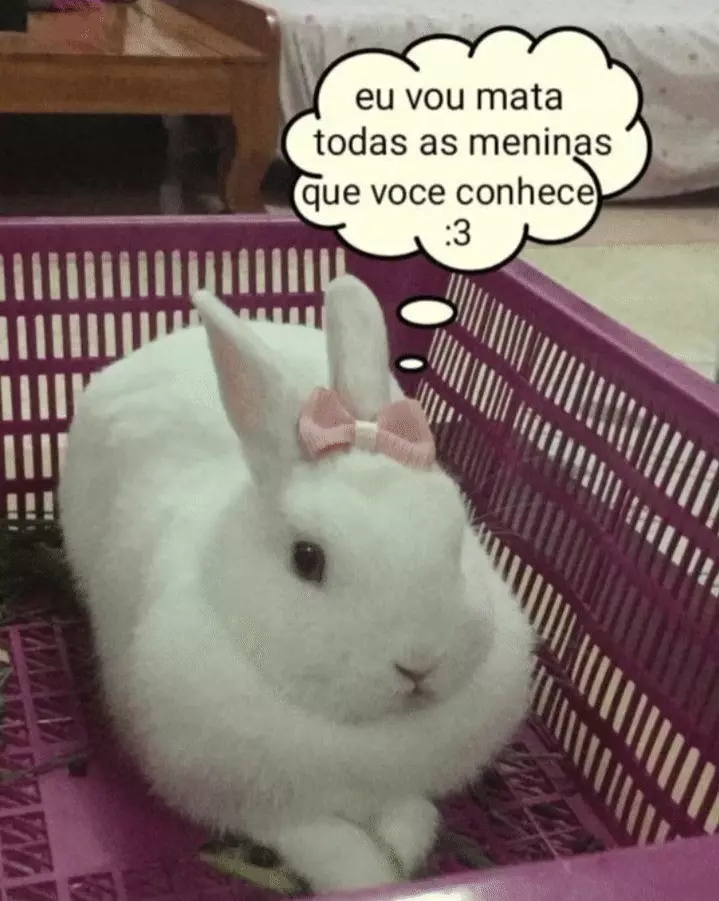 eu vou mata
todas as meninas
que voce conhece
:3